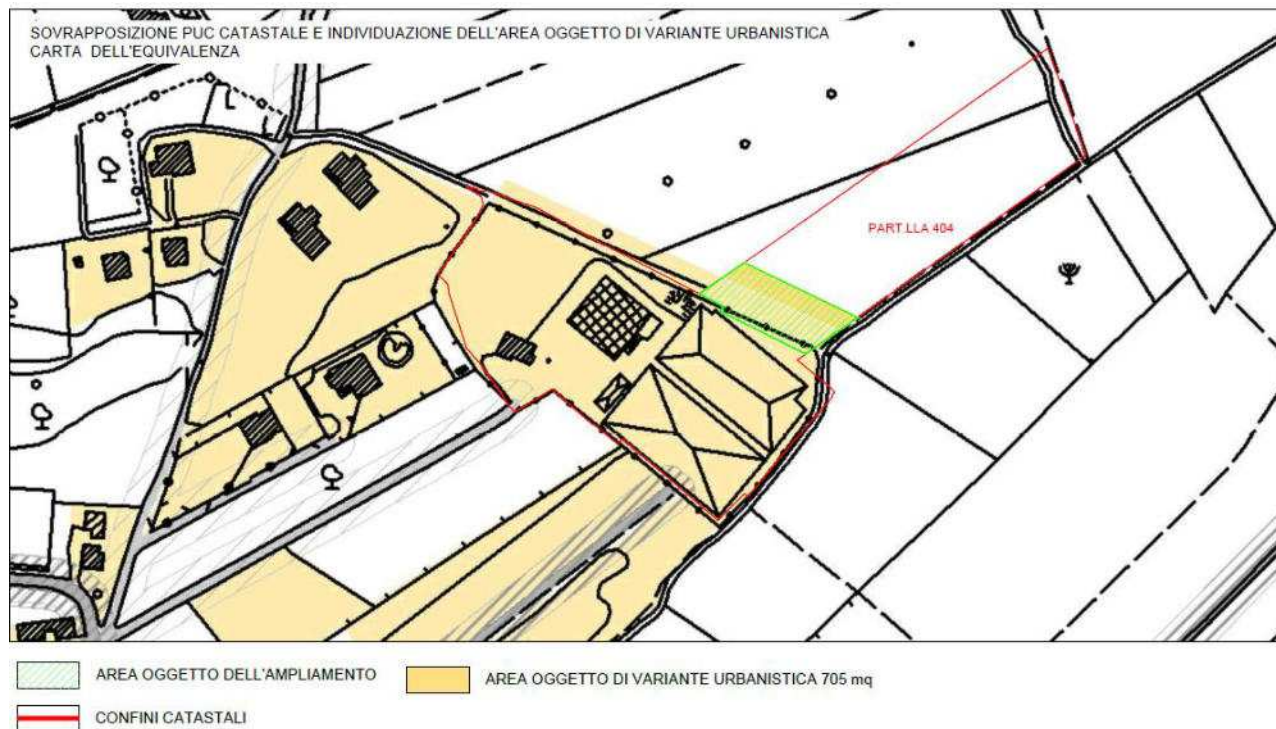 SOVRAPPOSIZIONE PUC CATASTALE E INDIVIDUAZIONE DELL'AREA OGGETTO DI VARIANTE URBANISTICA
CARTA DELL'EQUIVALENZA
PART.LLA 404
AREA OGGETTO DELL'AMPLIAMENTO
AREA OGGETTO DI VARIANTE URBANISTICA 705 mq
CONFINI CATASTALI